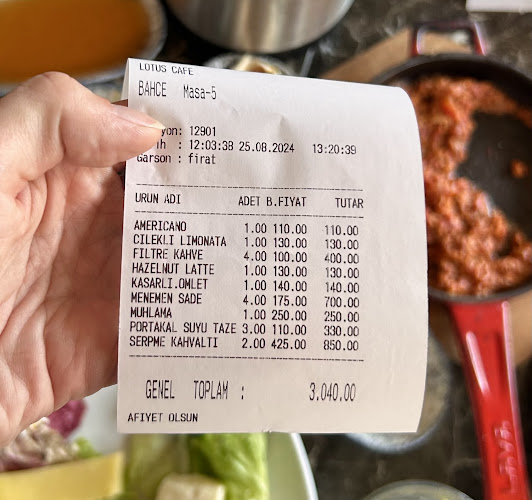 LOTUS CAFE
BAHCE Masa-5
yon: 12901
ih : 12:03:38 25.08.2024 13:20:39
Garson : firat
URUN ADI ADET B.FIYAT TUTAR
AMERICANO 1.00 110.00 110.00
CILEKLI LIMONATA 1.00 130.00 130.00
FILTRE KAHVE 4.00 100.00 400.00
HAZELNUT LATTE 1.00 130.00 130.00
KASARLI.OMLET 1.00 140.00 140.00
MENEMEN SADE 4.00 175.00 700.00
MUHLAMA 1.00 250.00 250.00
PORTAKAL SUYU TAZE 3.00 110.00 330.00
SERPME KAHVALTI 2.00 425.00 850.00
GENEL TOPLAM : 3.040.00
AFIYET OLSUN